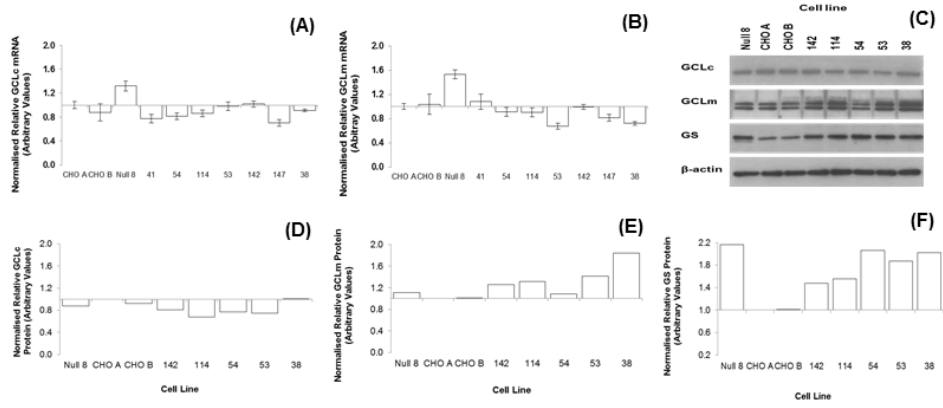 (A)
Normalised Relative GCLc mRNA
(Arbitrary Values)
2.0
1.6
1.2
0.8
0.4
0.0
CHO A CHO B Null 8 41 54 114 53 142 147 38
(B)
Normalised Relative GCLm mRNA
(Abitray Values)
2.0
1.6
1.2
0.8
0.4
0.0
CHO A CHO B Null 8 41 54 114 53 142 147 38
Cell line
(C)
Null 8 CHO A CHO B 142 114 54 53 38
GCLc
GCLm
GS
β-actin
(D)
Normalised Relative GCLc
Protein (Arbitrary Values)
2.0
1.6
1.2
0.8
0.4
0.0
Null 8 CHO A CHO B 142 114 54 53 38
Cell Line
(E)
Normalised Relative GCLm Protein
(Arbitrary Values)
2.0
1.6
1.2
0.8
0.4
0.0
Null 8 CHO A CHO B 142 114 54 53 38
Cell Line
(F)
Normalised Relative GS Protein
(Arbitrary Values)
2.2
1.8
1.4
1.0
0.6
0.2
Null 8 CHO A CHO B 142 114 54 53 38
Cell Line